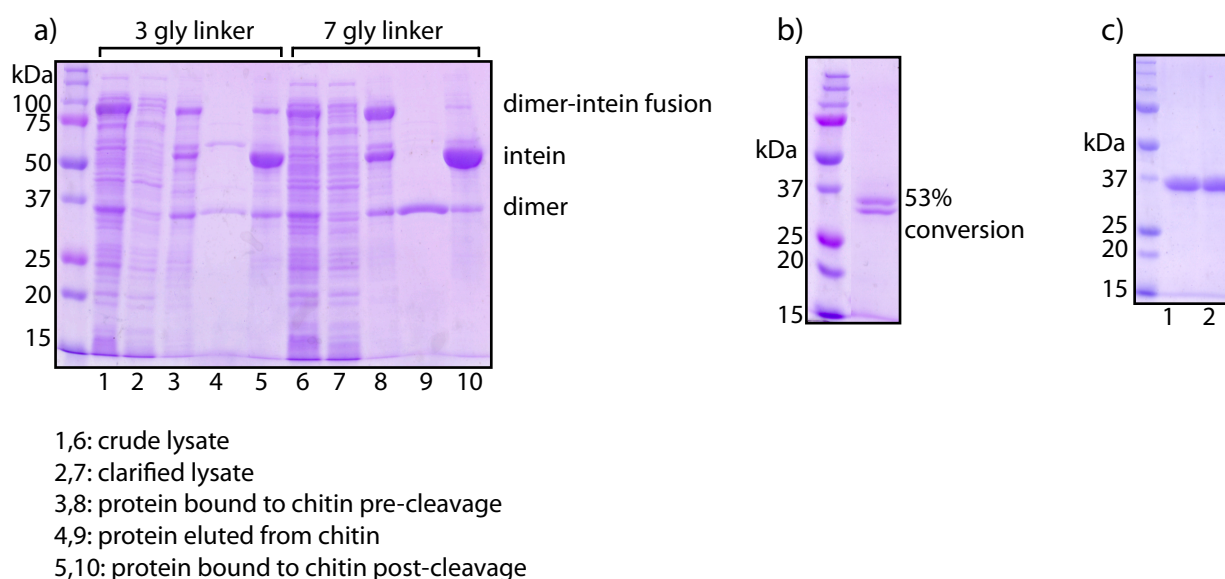 a)
3 gly linker 7 gly linker
kDa
100
75
50
37
25
20
15
dimer-intein fusion
intein
dimer
1 2 3 4 5 6 7 8 9 10
1,6: crude lysate
2,7: clarified lysate
3,8: protein bound to chitin pre-cleavage
4,9: protein eluted from chitin
5,10: protein bound to chitin post-cleavage
b)
kDa
37
25
20
15
53%
conversion
c)
kDa
37
25
20
15
1 2